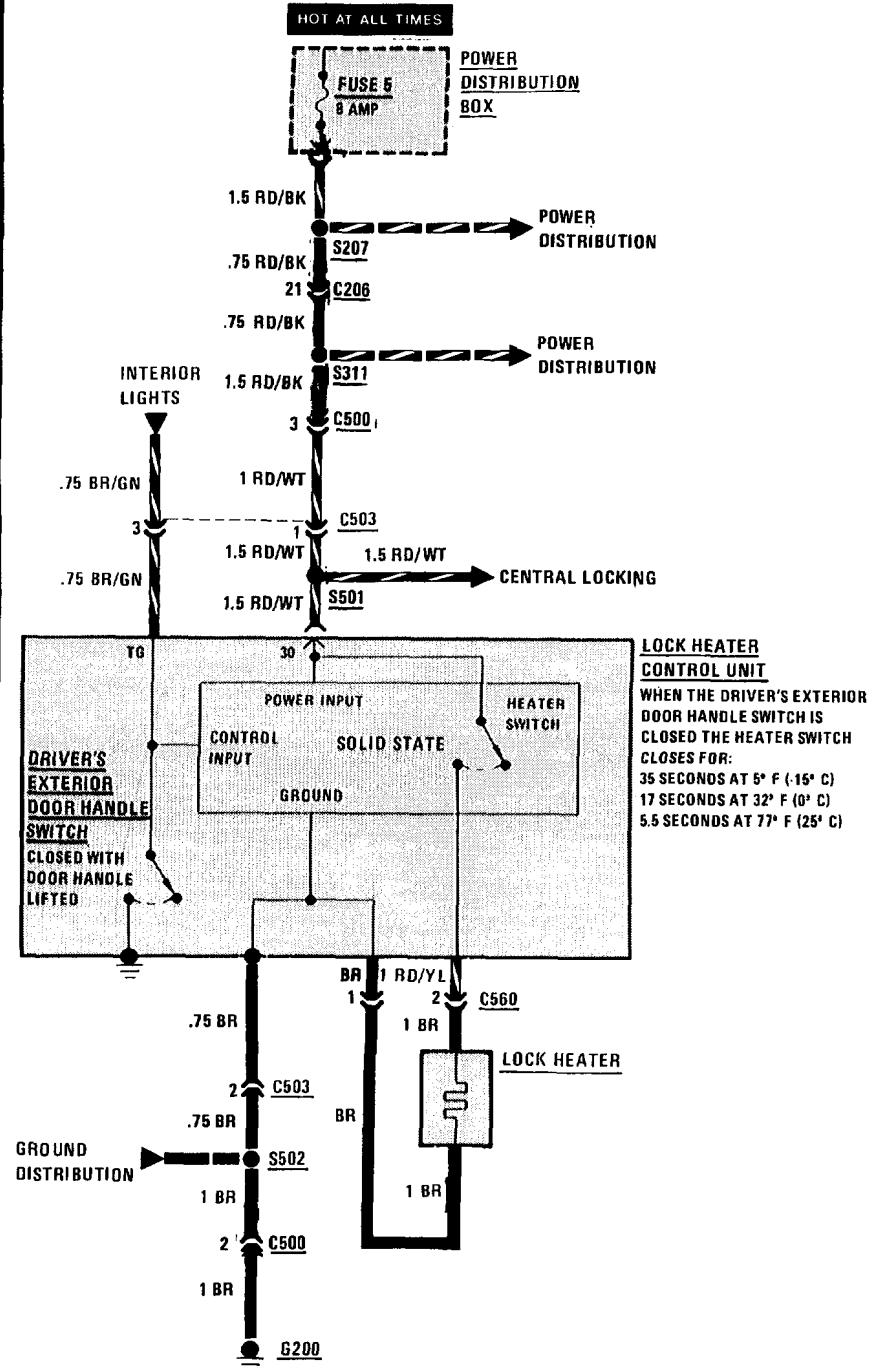 HOT AT ALL TIMES
POWER
DISTRIBUTION
BOX
FUSE 5
8 AMP
1.5 RD/BK
POWER
DISTRIBUTION
S207
.75 RD/BK
21
C206
.75 RD/BK
POWER
DISTRIBUTION
S311
1.5 RD/BK
INTERIOR
LIGHTS
3
C500
.75 BR/GN
1 RD/WT
3
1
C503
1.5 RD/WT
1.5 RD/WT
.75 BR/GN
CENTRAL LOCKING
1.5 RD/WT
S501
TG
30
LOCK HEATER
CONTROL UNIT
WHEN THE DRIVER'S EXTERIOR
DOOR HANDLE SWITCH IS
CLOSED THE HEATER SWITCH
CLOSES FOR:
35 SECONDS AT 5° F (-15° C)
17 SECONDS AT 32° F (0° C)
5.5 SECONDS AT 77° F (25° C)
POWER INPUT
HEATER
SWITCH
CONTROL
INPUT
SOLID STATE
GROUND
DRIVER'S
EXTERIOR
DOOR HANDLE
SWITCH
CLOSED WITH
DOOR HANDLE
LIFTED
BR
1 RD/YL
1
2
C560
.75 BR
1 BR
LOCK HEATER
2
C503
.75 BR
BR
GROUND
DISTRIBUTION
S502
1 BR
1 BR
2
C500
1 BR
G200